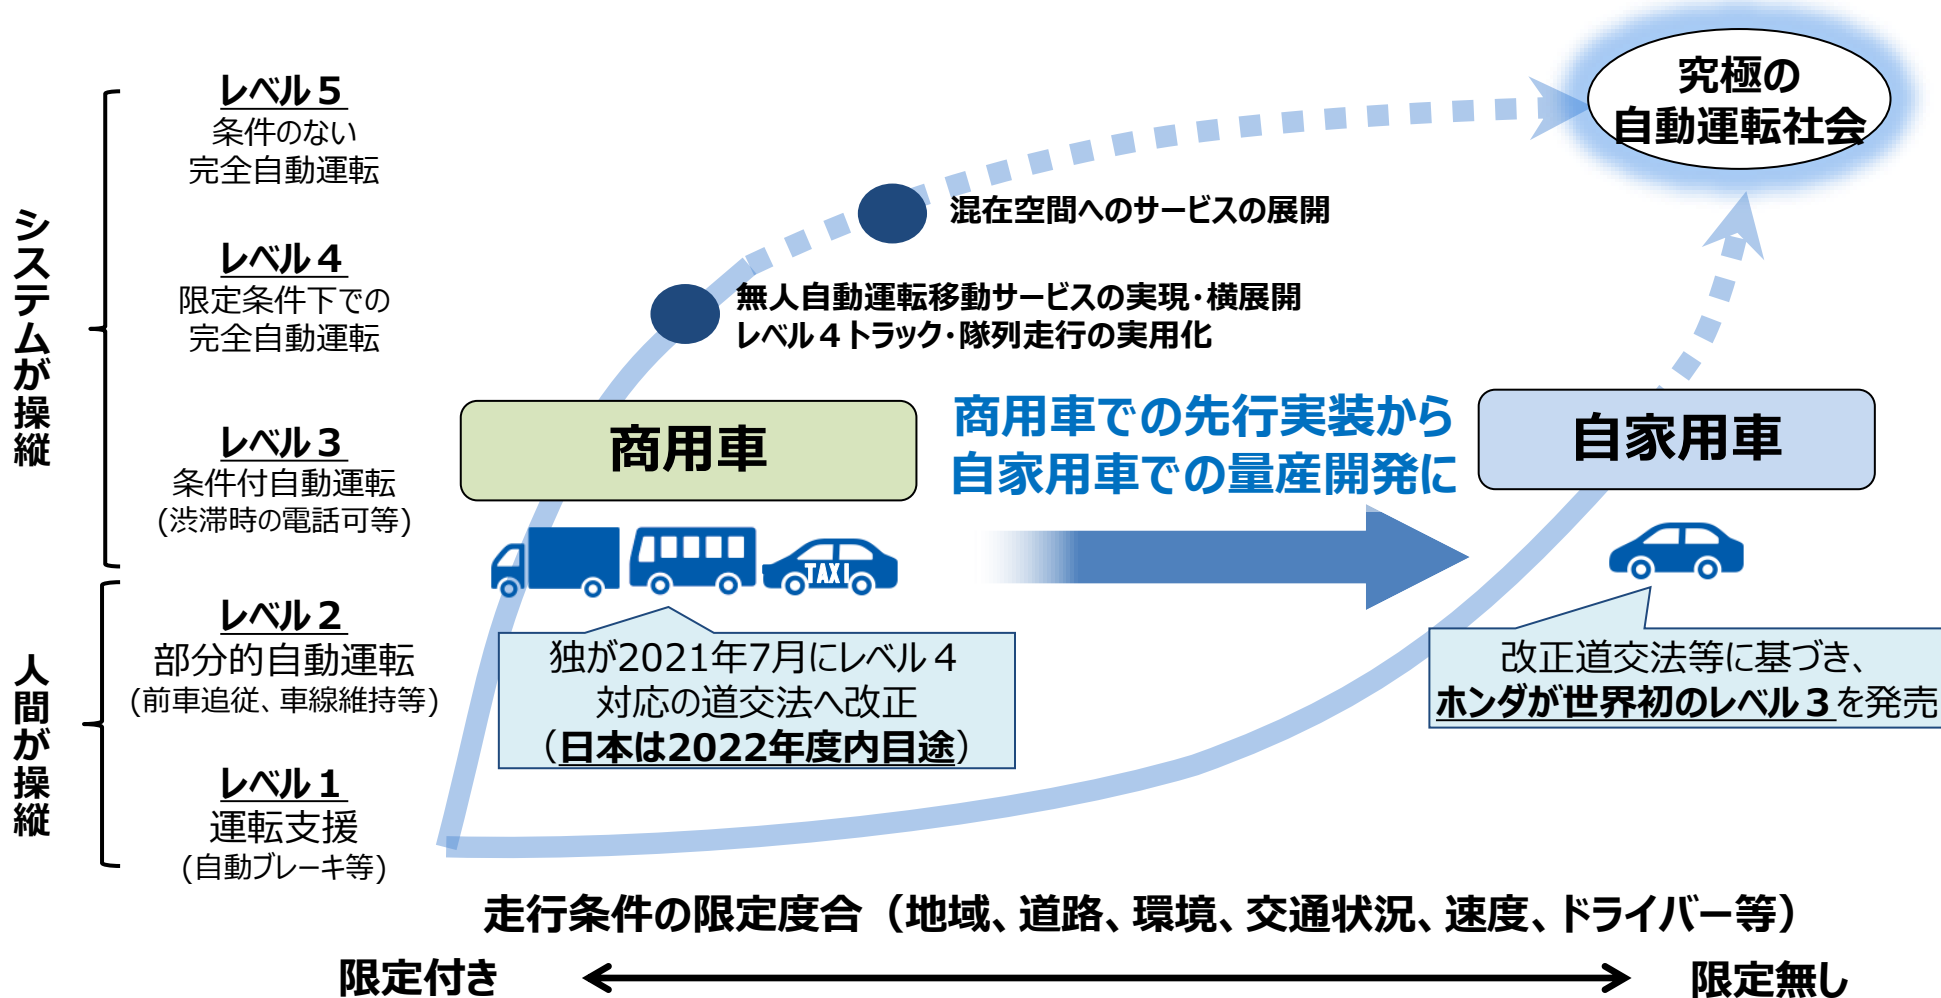 究極の
自動運転社会
システムが操縦
レベル５
条件のない
完全自動運転
レベル４
限定条件下での
完全自動運転
レベル３
条件付自動運転
(渋滞時の電話可等)
人間が操縦
レベル２
部分的自動運転
(前車追従、車線維持等)
レベル１
運転支援
(自動ブレーキ等)
混在空間へのサービスの展開
無人自動運転移動サービスの実現・横展開
レベル４トラック・隊列走行の実用化
商用車
商用車での先行実装から
自家用車での量産開発に
自家用車
TAXI
独が2021年7月にレベル４
対応の道交法へ改正
（日本は2022年度内目途）
改正道交法等に基づき、
ホンダが世界初のレベル３を発売
走行条件の限定度合（地域、道路、環境、交通状況、速度、ドライバー等）
限定付き
限定無し